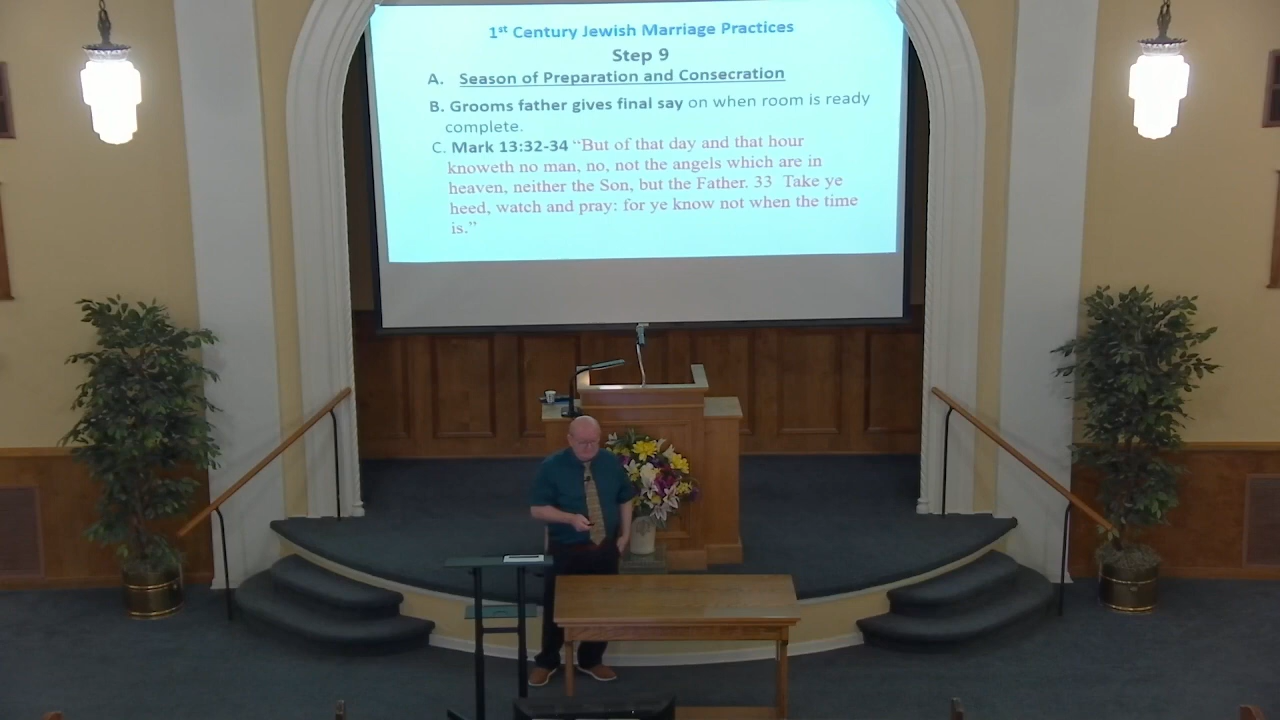 1st Century Jewish Marriage Practices
Step 9
A. Season of Preparation and Consecration
B. Grooms father gives final say on when room is ready
complete.
C. Mark 13:32-34 “But of that day and that hour
knoweth no man, no, not the angels which are in
heaven, neither the Son, but the Father. 33 Take ye
heed, watch and pray: for ye know not when the time
is.”